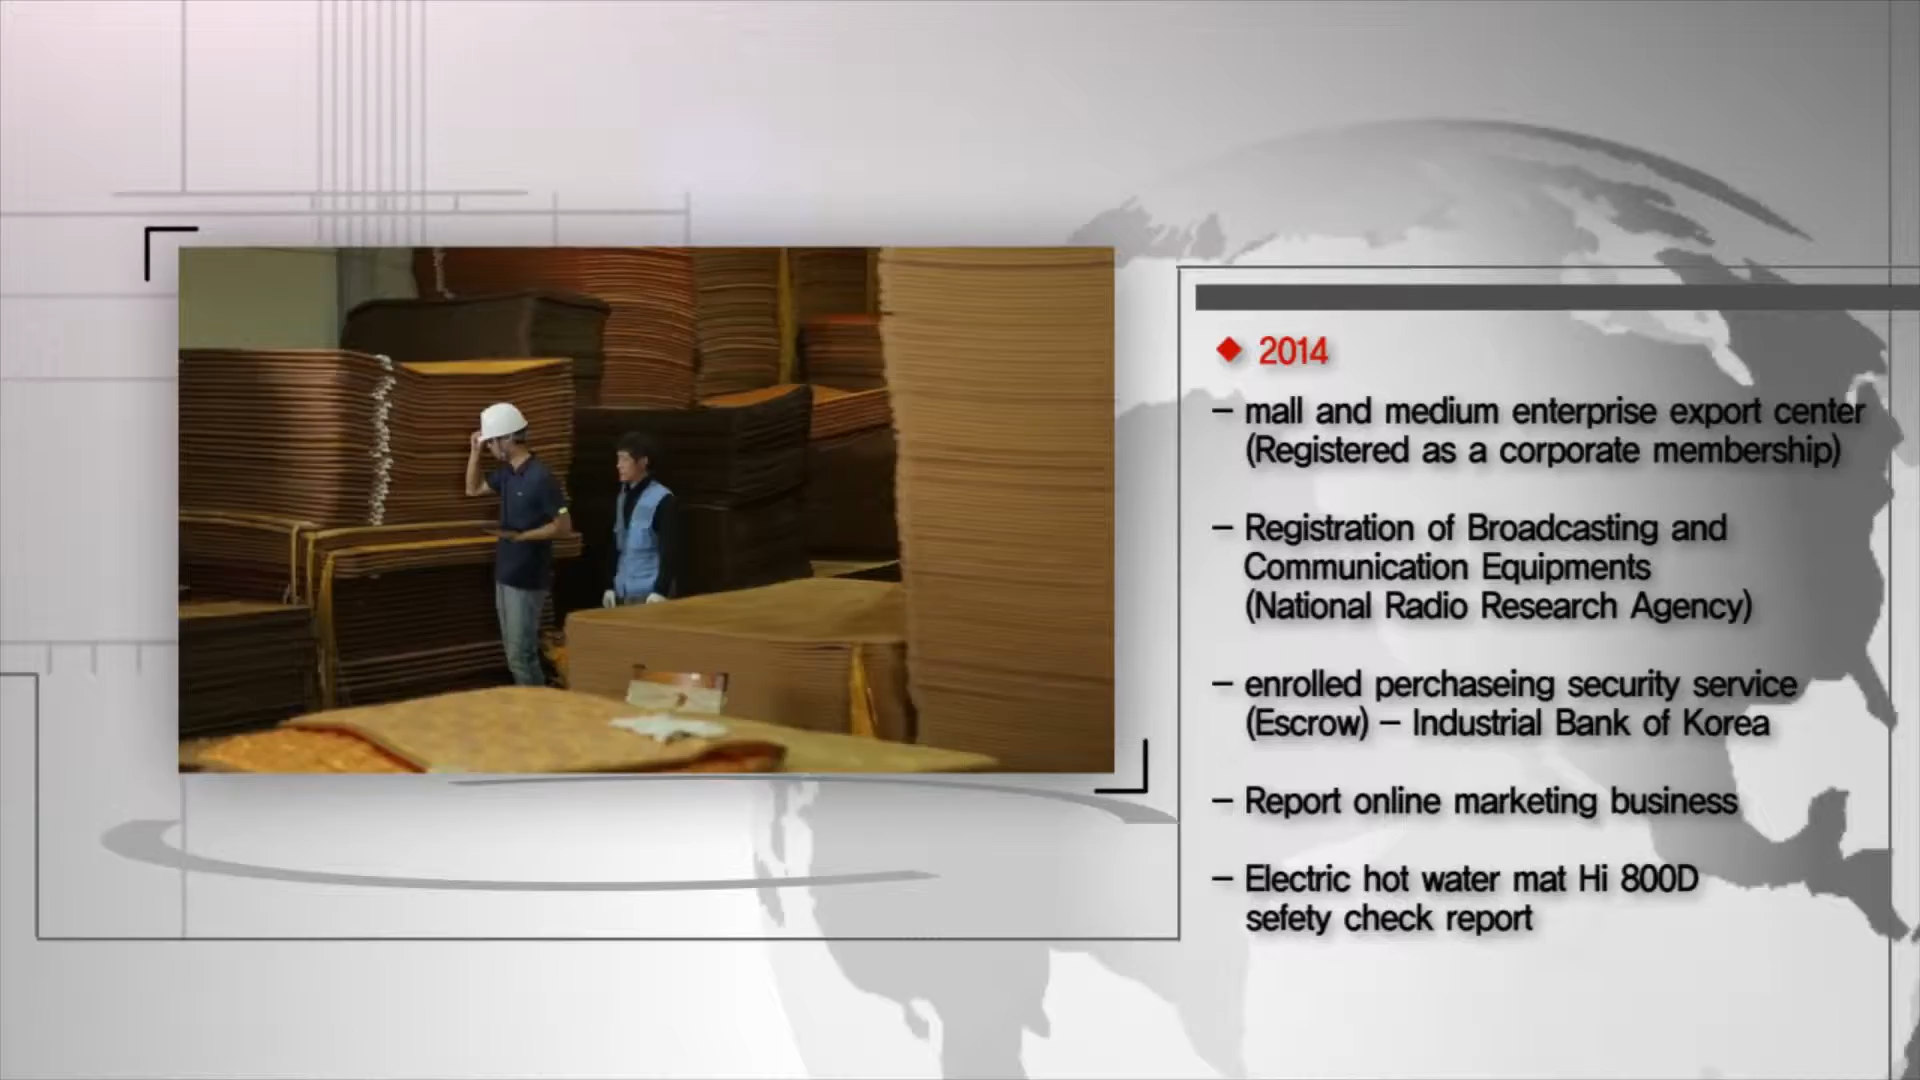 ◆ 2014
– mall and medium enterprise export center
(Registered as a corporate membership)
– Registration of Broadcasting and
Communication Equipments
(National Radio Research Agency)
– enrolled perchaseing security service
(Escrow) – Industrial Bank of Korea
– Report online marketing business
– Electric hot water mat Hi 800D
sefety check report